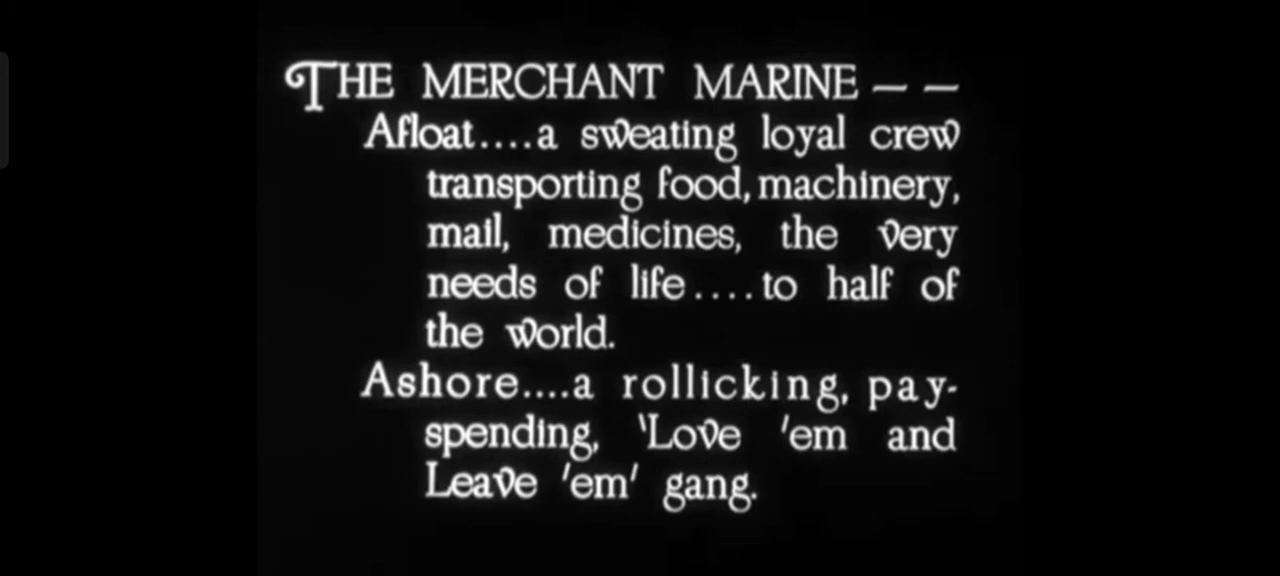 THE MERCHANT MARINE — —
Afloat....a sweating loyal crew
transporting food, machinery,
mail, medicines, the very
needs of life....to half of
the world.
Ashore....a rollicking, pay-
spending, 'Love 'em and
Leave 'em' gang.